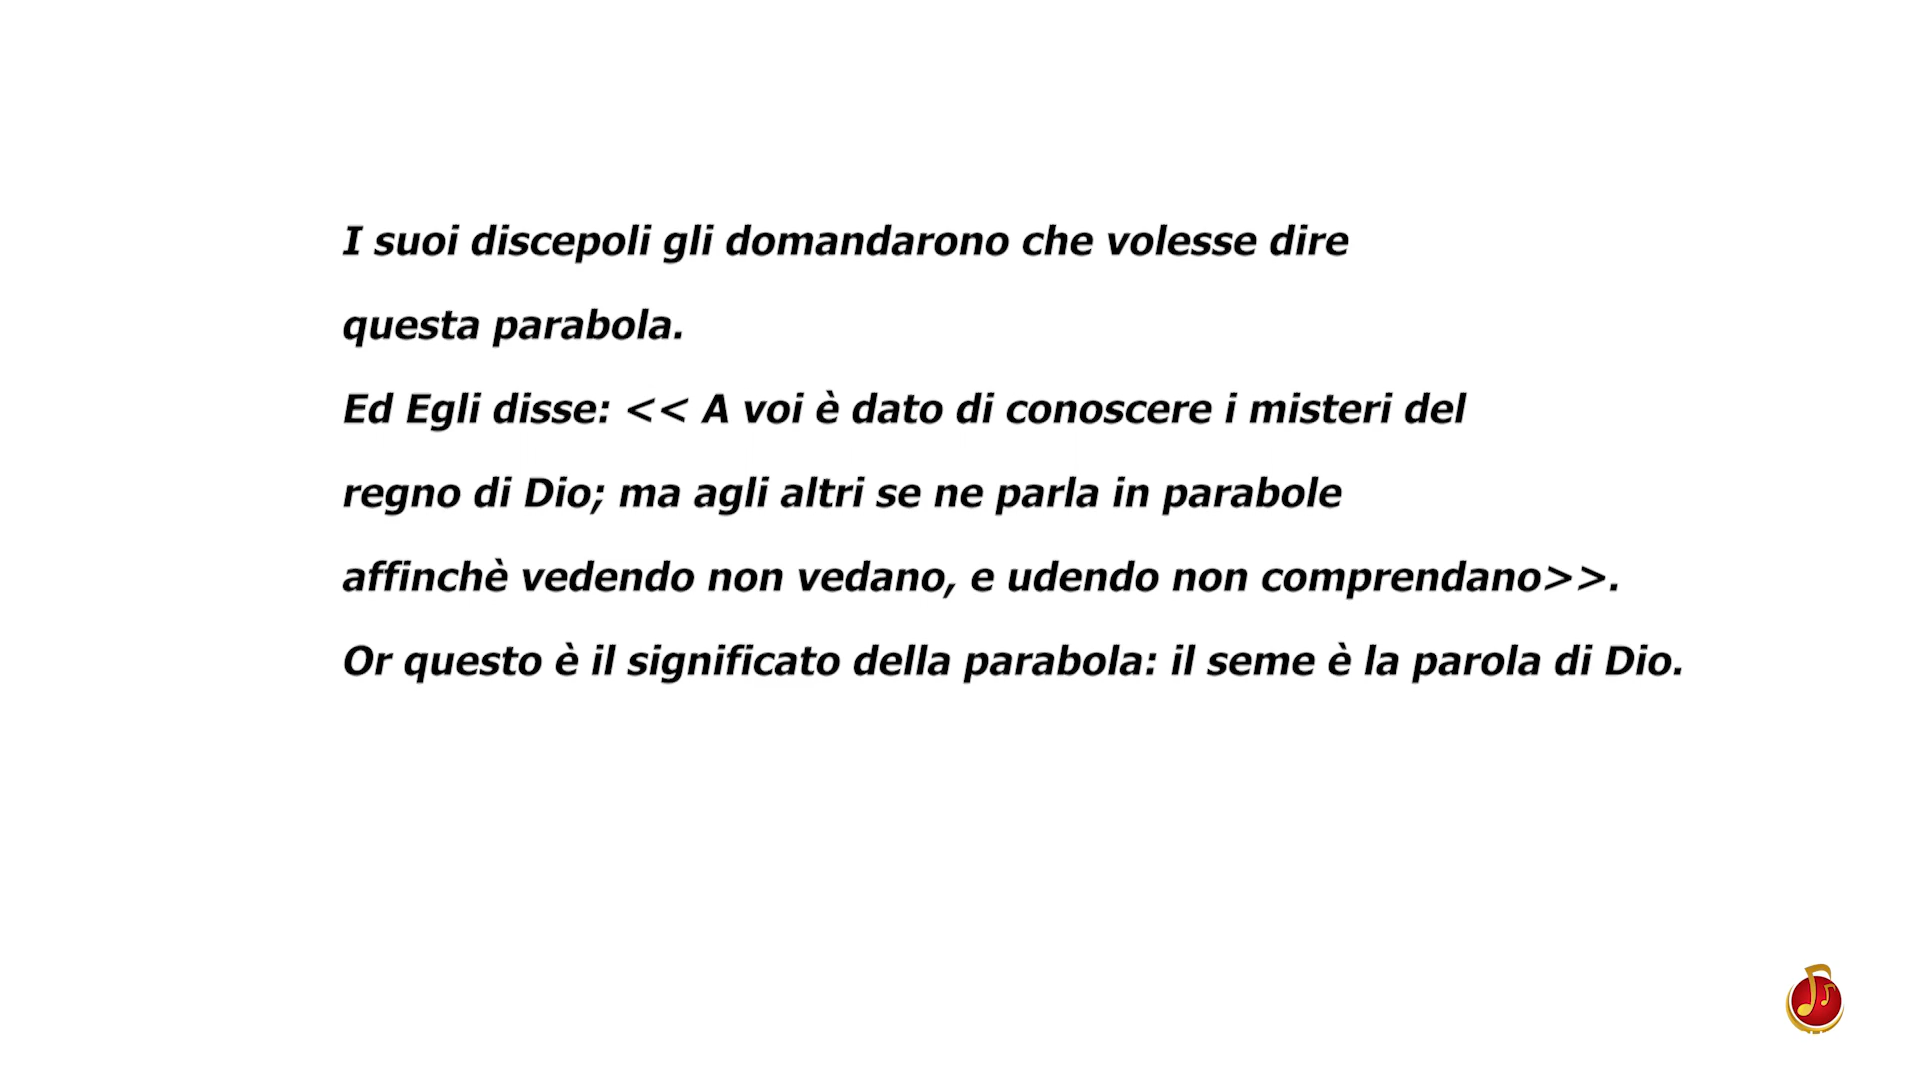 I suoi discepoli gli domandarono che volesse dire
questa parabola.
Ed Egli disse: << A voi è dato di conoscere i misteri del
regno di Dio; ma agli altri se ne parla in parabole
affinchè vedendo non vedano, e udendo non comprendano>>.
Or questo è il significato della parabola: il seme è la parola di Dio.